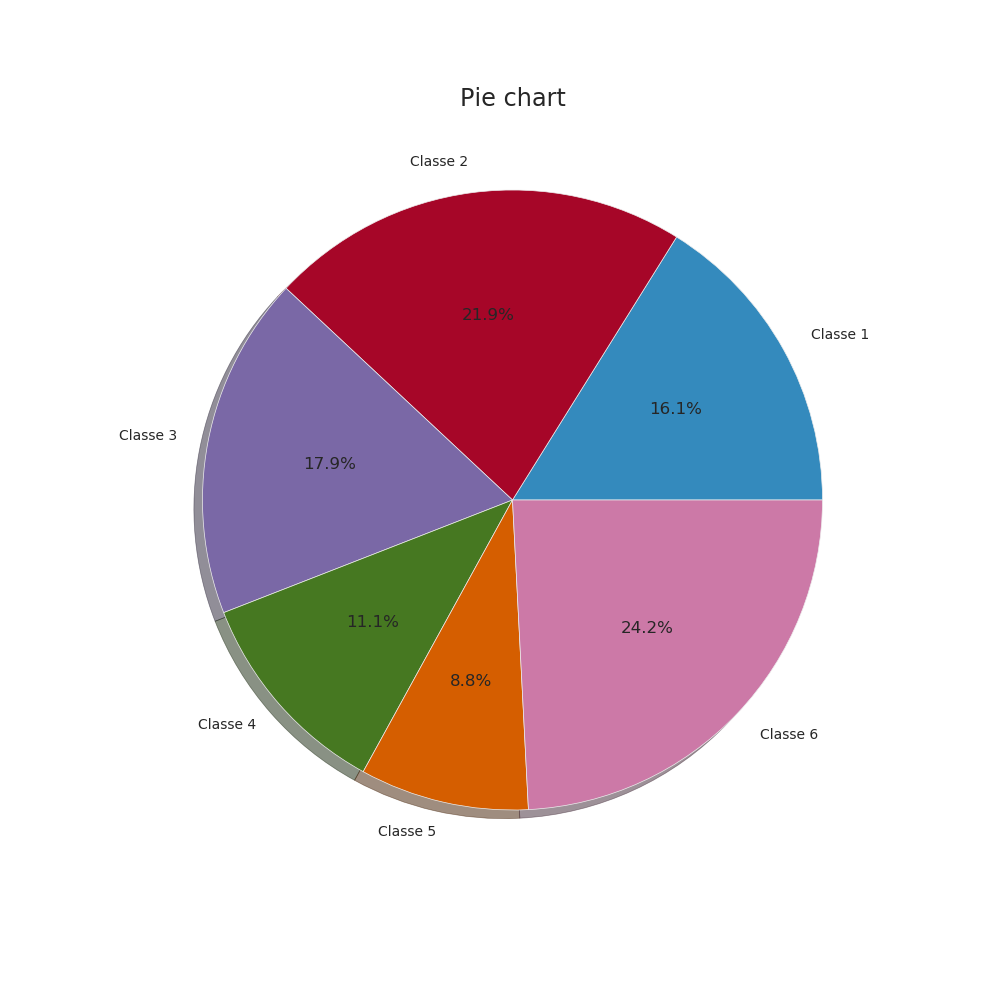 Pie chart
Classe 2
Classe 1
21.9%
16.1%
Classe 3
17.9%
11.1%
24.2%
8.8%
Classe 4
Classe 6
Classe 5